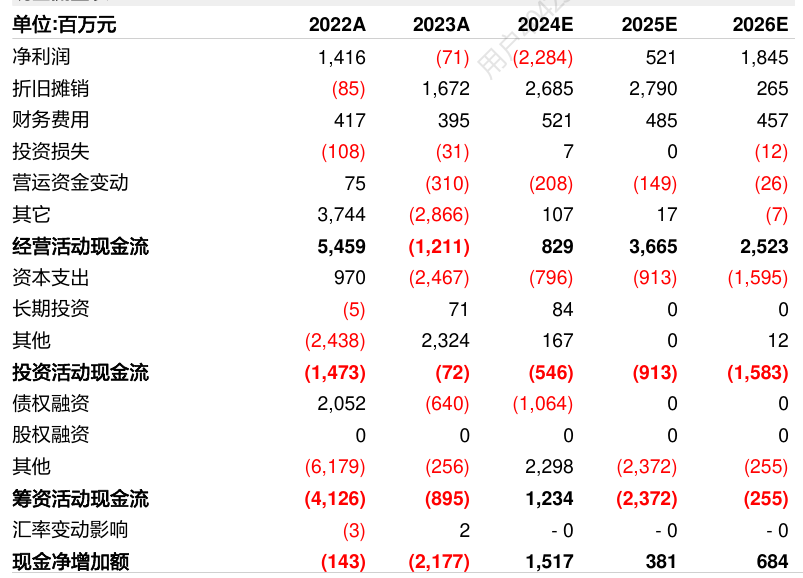 单位:百万元 2022A 2023A 2024E 2025E 2026E
净利润 1,416 (71) (2,284) 521 1,845
折旧摊销 (85) 1,672 2,685 2,790 265
财务费用 417 395 521 485 457
投资损失 (108) (31) 7 0 (12)
营运资金变动 75 (310) (208) (149) (26)
其它 3,744 (2,866) 107 17 (7)
经营活动现金流 5,459 (1,211) 829 3,665 2,523
资本支出 970 (2,467) (796) (913) (1,595)
长期投资 (5) 71 84 0 0
其他 (2,438) 2,324 167 0 12
投资活动现金流 (1,473) (72) (546) (913) (1,583)
债权融资 2,052 (640) (1,064) 0 0
股权融资 0 0 0 0 0
其他 (6,179) (256) 2,298 (2,372) (255)
筹资活动现金流 (4,126) (895) 1,234 (2,372) (255)
汇率变动影响 (3) 2 - 0 - 0 - 0
现金净增加额 (143) (2,177) 1,517 381 684